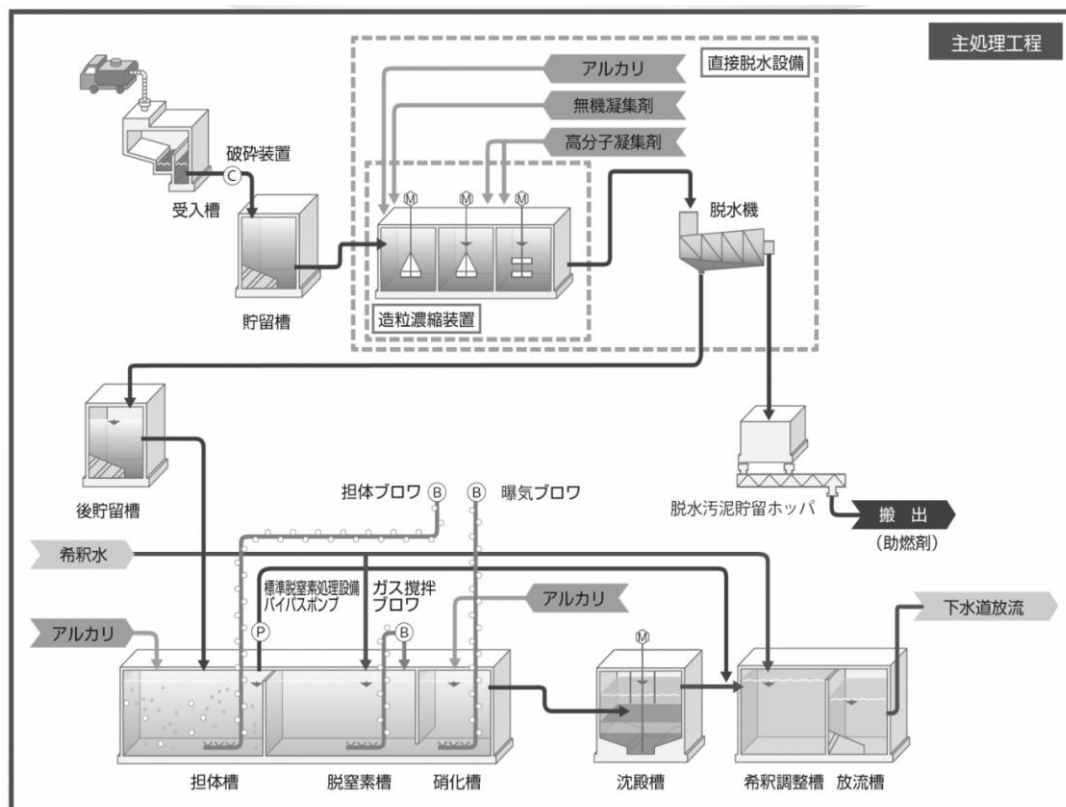 主処理工程
直接脱水設備
アルカリ
無機凝集剤
高分子凝集剤
破砕装置
C
受入槽
M
M
M
脱水機
貯留槽
造粒濃縮装置
後貯留槽
担体ブロワ
B
B
曝気ブロワ
脱水汚泥貯留ホッパ
搬 出
(助燃剤)
希釈水
標準脱窒素処理設備
バイパスポンプ
ガス撹拌
ブロワ
アルカリ
下水道放流
アルカリ
P
B
M
担体槽
脱窒素槽
硝化槽
沈殿槽
希釈調整槽
放流槽